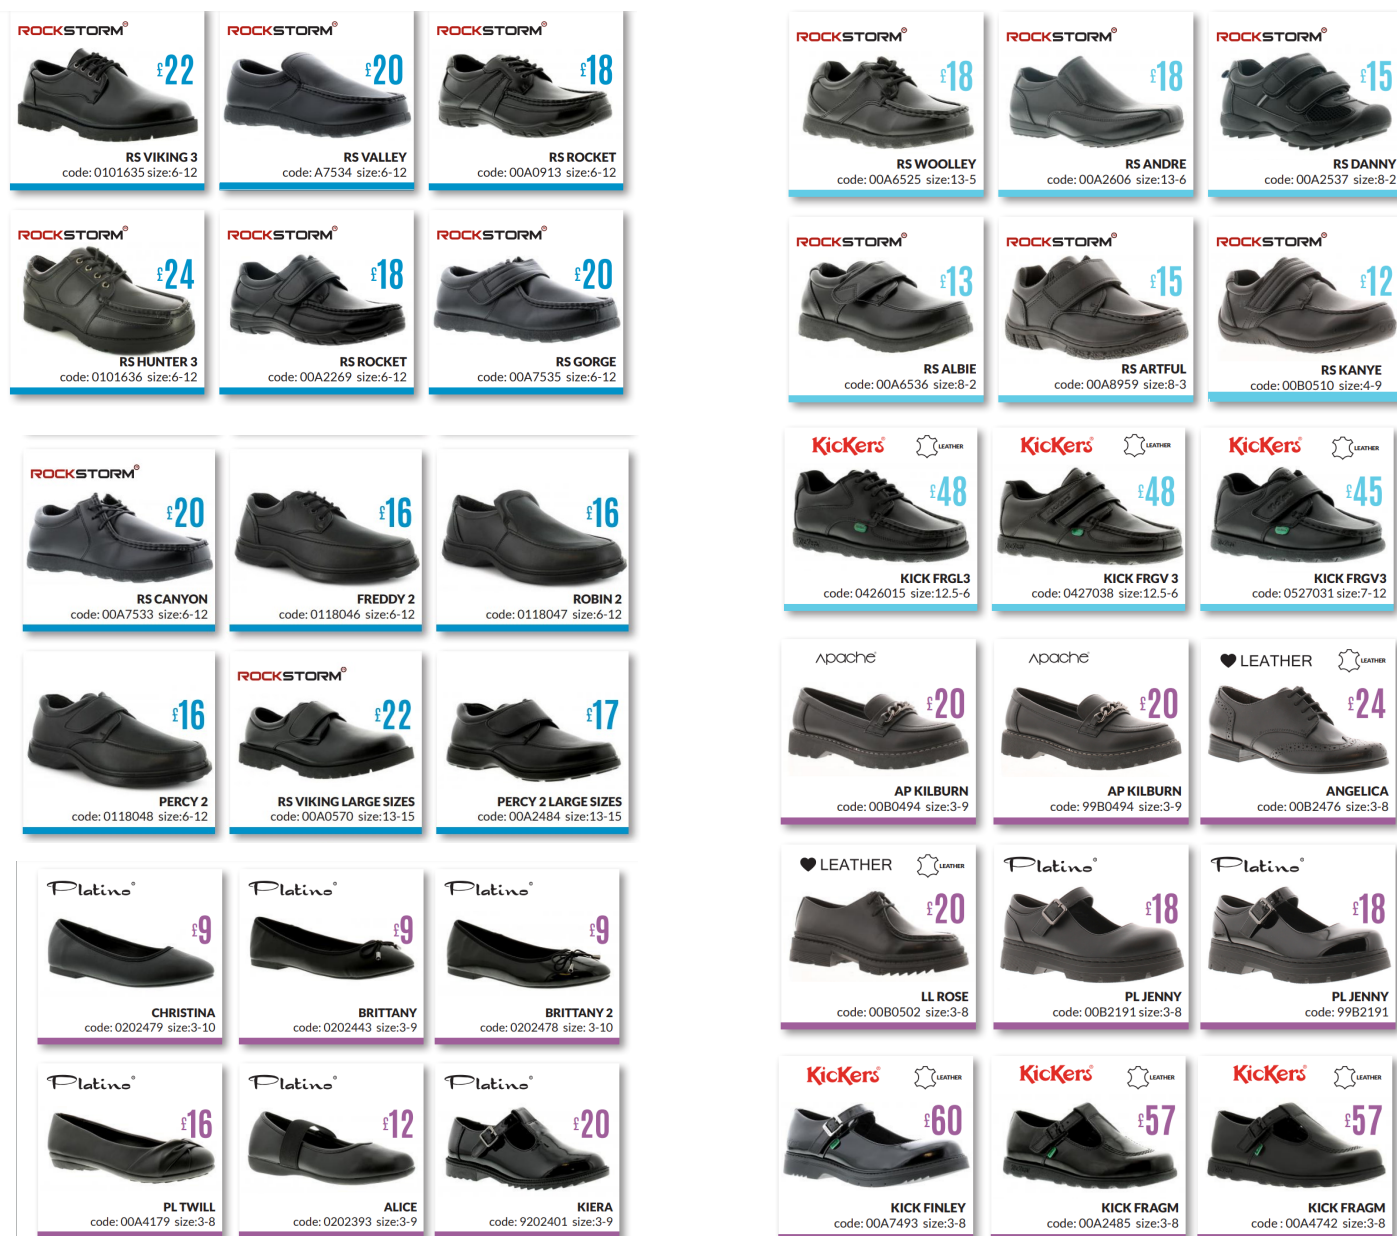 ROCKSTORM
£22
RS VIKING 3
code: 0101635 size:6-12
ROCKSTORM
£20
RS VALLEY
code: A7534 size:6-12
ROCKSTORM
£18
RS ROCKET
code: 00A0913 size:6-12
ROCKSTORM
£18
RS WOOLLEY
code: 00A6525 size:13-5
ROCKSTORM
£18
RS ANDRE
code: 00A2606 size:13-6
ROCKSTORM
£15
RS DANNY
code: 00A2537 size:8-2
ROCKSTORM
£24
RS HUNTER 3
code: 0101636 size:6-12
ROCKSTORM
£18
RS ROCKET
code: 00A2269 size:6-12
ROCKSTORM
£20
RS GORGE
code: 00A7535 size:6-12
ROCKSTORM
£13
RS ALBIE
code: 00A6536 size:8-2
ROCKSTORM
£15
RS ARTFUL
code: 00A8959 size:8-3
ROCKSTORM
£12
RS KANYE
code: 00B0510 size:4-9
ROCKSTORM
£20
RS CANYON
code: 00A7533 size:6-12
£16
FREDDY 2
code: 0118046 size:6-12
£16
ROBIN 2
code: 0118047 size:6-12
KicKers
LEATHER
£48
KICK FRGL3
code: 0426015 size:12.5-6
KicKers
LEATHER
£48
KICK FRGV 3
code: 0427038 size:12.5-6
KicKers
LEATHER
£45
KICK FRGV3
code: 0527031 size:7-12
£16
PERCY 2
code: 0118048 size:6-12
ROCKSTORM
£22
RS VIKING LARGE SIZES
code: 00A0570 size:13-15
£17
PERCY 2 LARGE SIZES
code: 00A2484 size:13-15
Apache
£20
AP KILBURN
code: 00B0494 size:3-9
Apache
£20
AP KILBURN
code: 99B0494 size:3-9
LEATHER
LEATHER
£24
ANGELICA
code: 00B2476 size:3-8
Platino
£9
CHRISTINA
code: 0202479 size:3-10
Platino
£9
BRITTANY
code: 0202443 size:3-9
Platino
£9
BRITTANY 2
code: 0202478 size: 3-10
LEATHER
LEATHER
£20
LL ROSE
code: 00B0502 size:3-8
Platino
£18
PL JENNY
code: 00B2191 size:3-8
Platino
£18
PL JENNY
code: 99B2191
Platino
£16
PL TWILL
code: 00A4179 size:3-8
Platino
£12
ALICE
code: 0202393 size:3-9
Platino
£20
KIERA
code: 9202401 size:3-9
KicKers
LEATHER
£60
KICK FINLEY
code: 00A7493 size:3-8
KicKers
LEATHER
£57
KICK FRAGM
code: 00A2485 size:3-8
KicKers
LEATHER
£57
KICK FRAGM
code : 00A4742 size:3-8